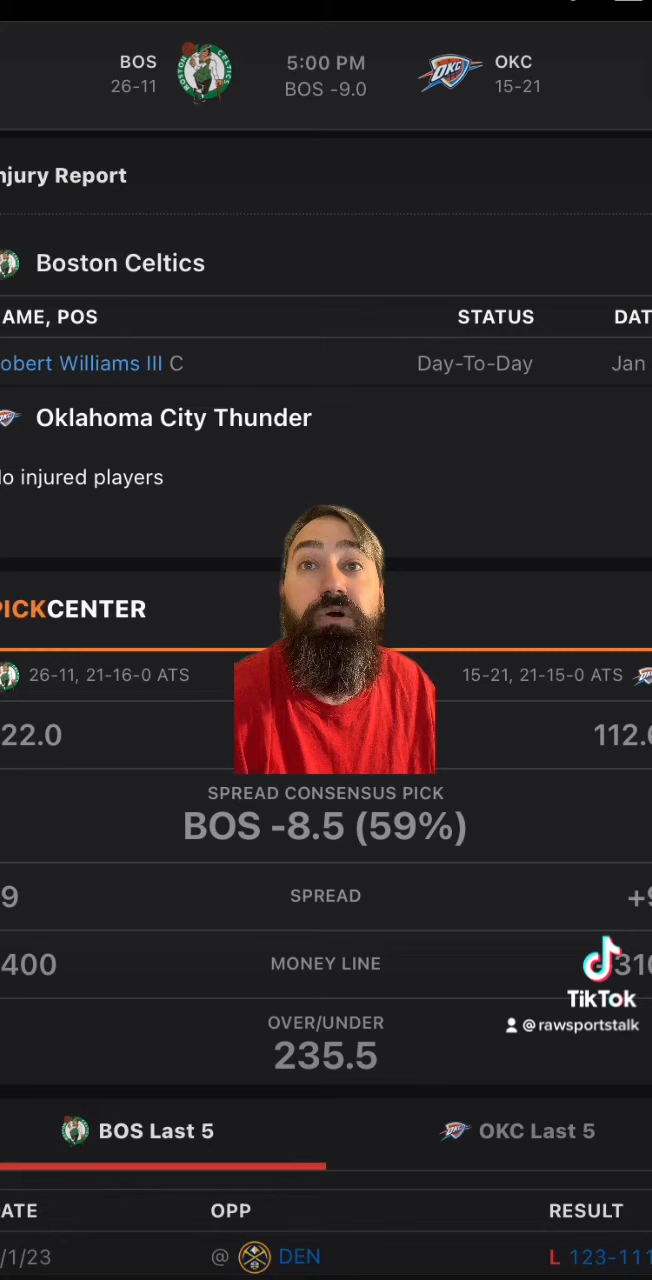 BOS
26-11
5:00 PM
BOS -9.0
OKC
15-21
njury Report
Boston Celtics
AME, POS STATUS DAT
obert Williams III C Day-To-Day Jan
Oklahoma City Thunder
lo injured players
PICKCENTER
26-11, 21-16-0 ATS 15-21, 21-15-0 ATS
22.0 112.0
SPREAD CONSENSUS PICK
BOS -8.5 (59%)
9 SPREAD +9
400 MONEY LINE 310
TikTok
@rawsportstalk
OVER/UNDER
235.5
BOS Last 5 OKC Last 5
ATE OPP RESULT
/1/23 @ DEN L 123-111